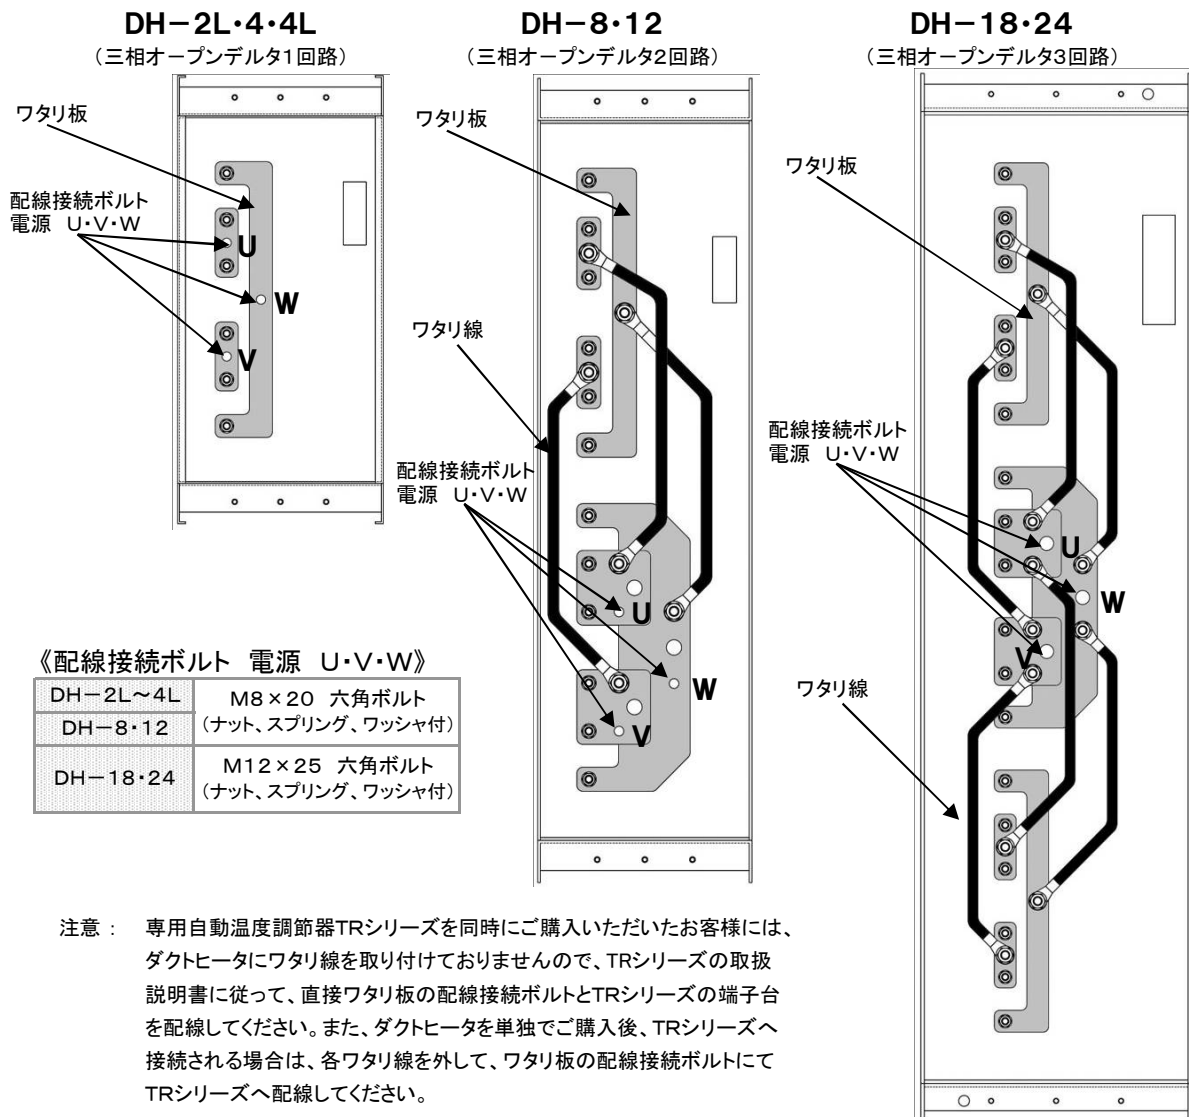 DH－2L・4・4L
（三相オープンデルタ1回路）
ワタリ板
配線接続ボルト
電源　U・V・W
U
W
V
DH－8・12
（三相オープンデルタ2回路）
ワタリ板
ワタリ線
配線接続ボルト
電源　U・V・W
U
W
V
DH－18・24
（三相オープンデルタ3回路）
ワタリ板
配線接続ボルト
電源　U・V・W
U
W
V
ワタリ線
《配線接続ボルト　電源　U・V・W》
DH－2L～4L
M8×20　六角ボルト
（ナット、スプリング、ワッシャ付）
DH－8・12
DH－18・24
M12×25　六角ボルト
（ナット、スプリング、ワッシャ付）
注意：　専用自動温度調節器TRシリーズを同時にご購入いただいたお客様には、
ダクトヒータにワタリ線を取り付けておりませんので、TRシリーズの取扱
説明書に従って、直接ワタリ板の配線接続ボルトとTRシリーズの端子台
を配線してください。また、ダクトヒータを単独でご購入後、TRシリーズへ
接続される場合は、各ワタリ線を外して、ワタリ板の配線接続ボルトにて
TRシリーズへ配線してください。